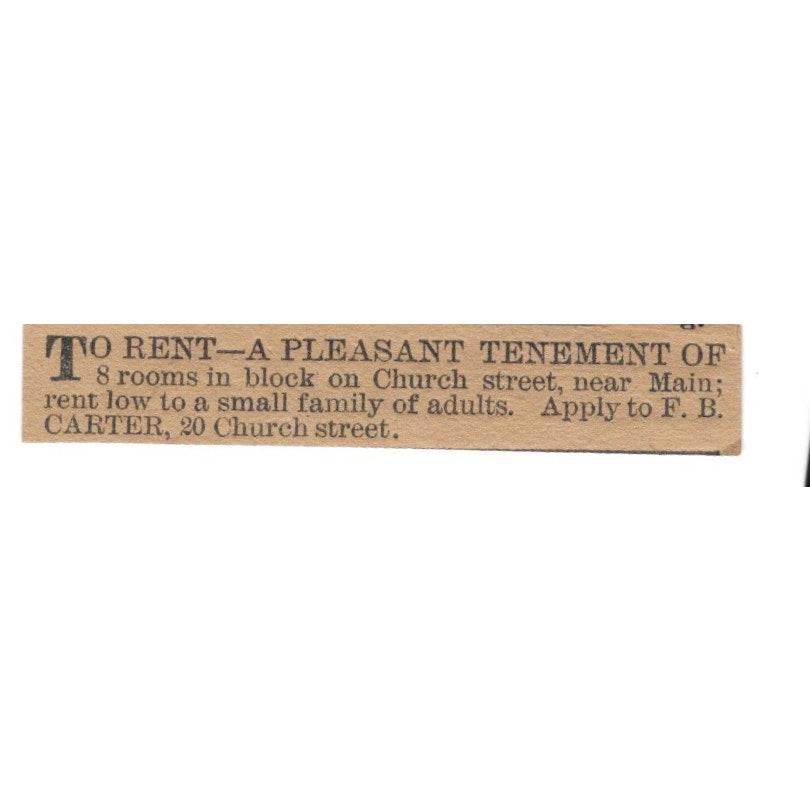 TO RENT—A PLEASANT TENEMENT OF
8 rooms in block on Church street, near Main;
rent low to a small family of adults. Apply to F. B.
CARTER, 20 Church street.